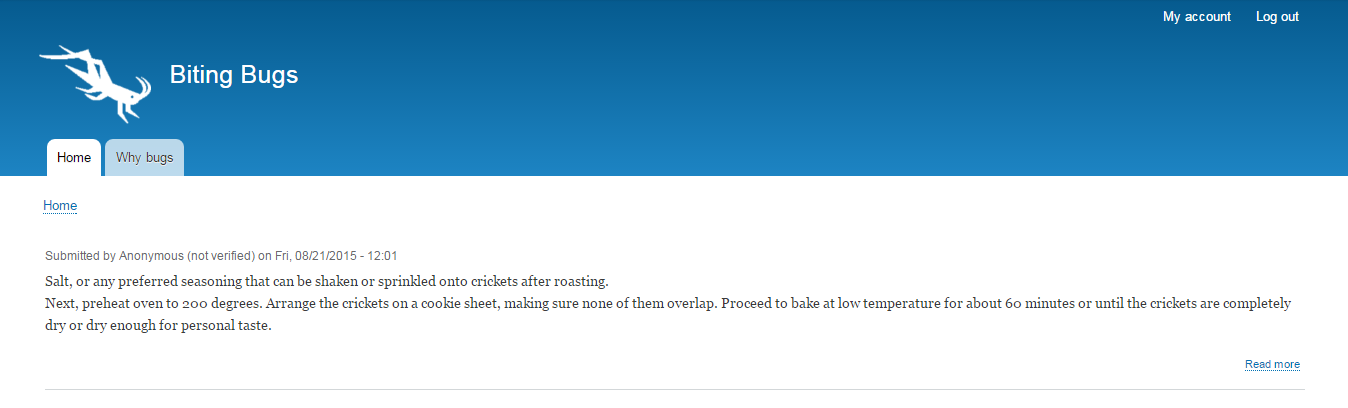 My account Log out
Biting Bugs
Home Why bugs
Home
Submitted by Anonymous (not verified) on Fri, 08/21/2015 - 12:01
Salt, or any preferred seasoning that can be shaken or sprinkled onto crickets after roasting.
Next, preheat oven to 200 degrees. Arrange the crickets on a cookie sheet, making sure none of them overlap. Proceed to bake at low temperature for about 60 minutes or until the crickets are completely
dry or dry enough for personal taste.
Read more